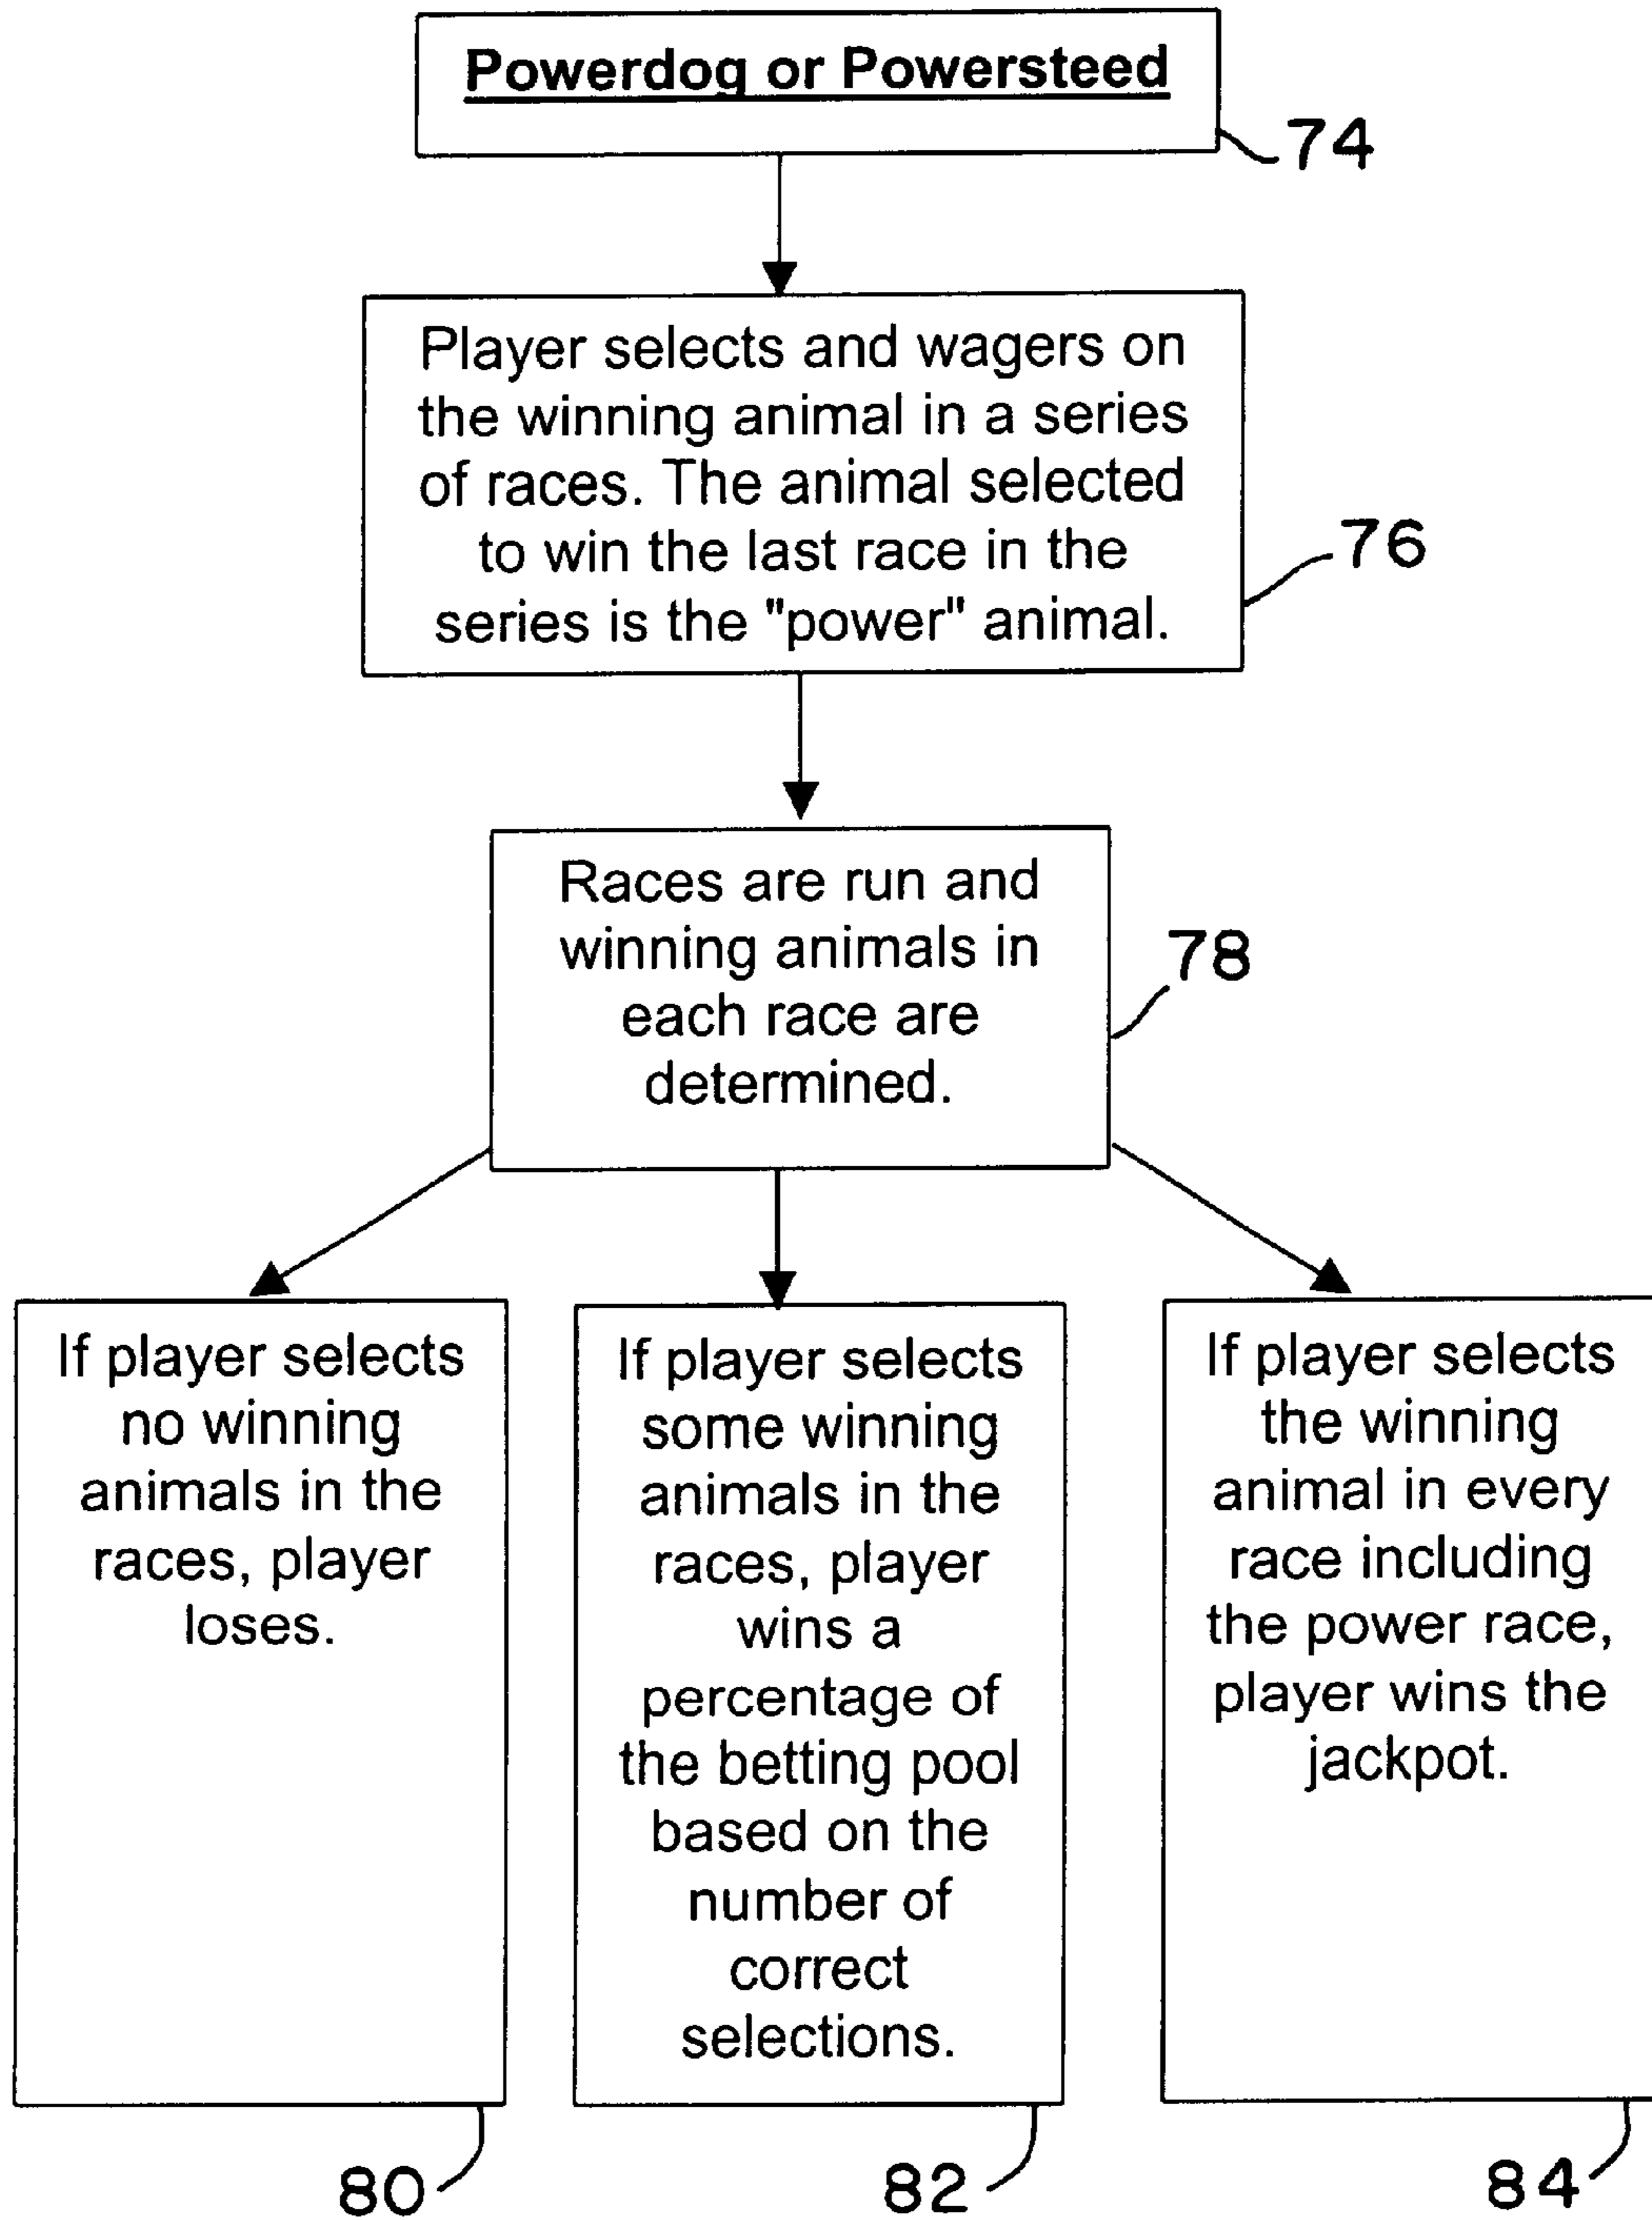 Powerdog or Powersteed
74
Player selects and wagers on
the winning animal in a series
of races. The animal selected
to win the last race in the
series is the "power" animal.
76
Races are run and
winning animals in
each race are
determined.
78
If player selects
no winning
animals in the
races, player
loses.
80
If player selects
some winning
animals in the
races, player
wins a
percentage of
the betting pool
based on the
number of
correct
selections.
82
If player selects
the winning
animal in every
race including
the power race,
player wins the
jackpot.
84